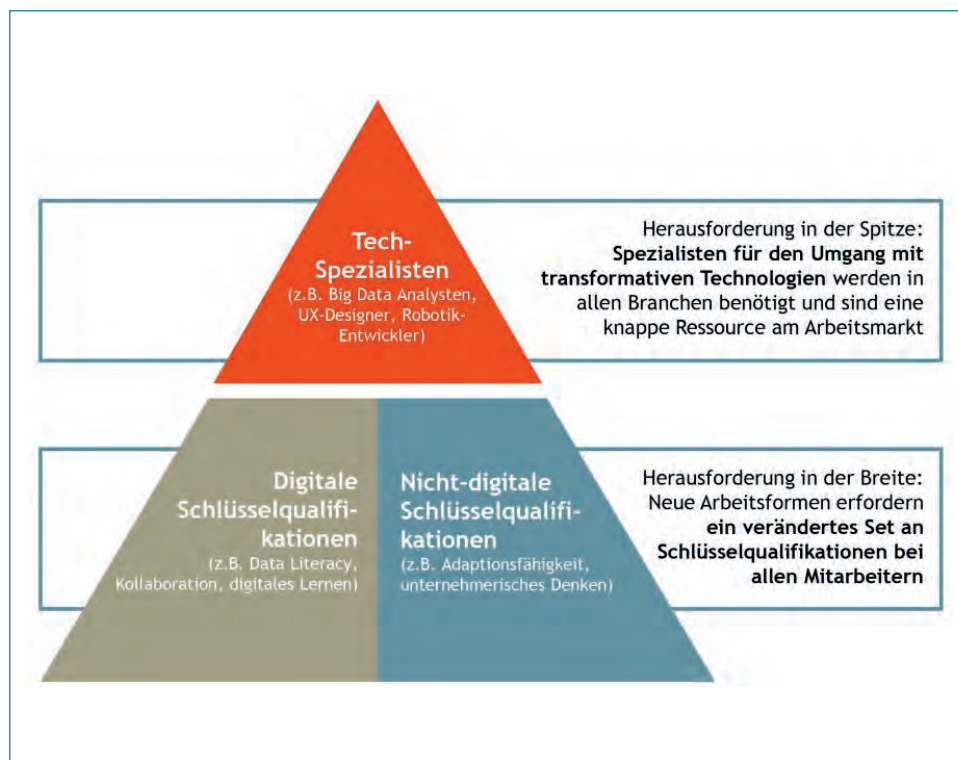 Tech-
Spezialisten
(z.B. Big Data Analysten,
UX-Designer, Robotik-
Entwickler)
Herausforderung in der Spitze:
Spezialisten für den Umgang mit
transformativen Technologien werden in
allen Branchen benötigt und sind eine
knappe Ressource am Arbeitsmarkt
Digitale
Schlüsselqualifi-
kationen
(z.B. Data Literacy,
Kollaboration, digitales Lernen)
Nicht-digitale
Schlüsselqualifi-
kationen
(z.B. Adaptionsfähigkeit,
unternehmerisches Denken)
Herausforderung in der Breite:
Neue Arbeitsformen erfordern
ein verändertes Set an
Schlüsselqualifikationen bei
allen Mitarbeitern